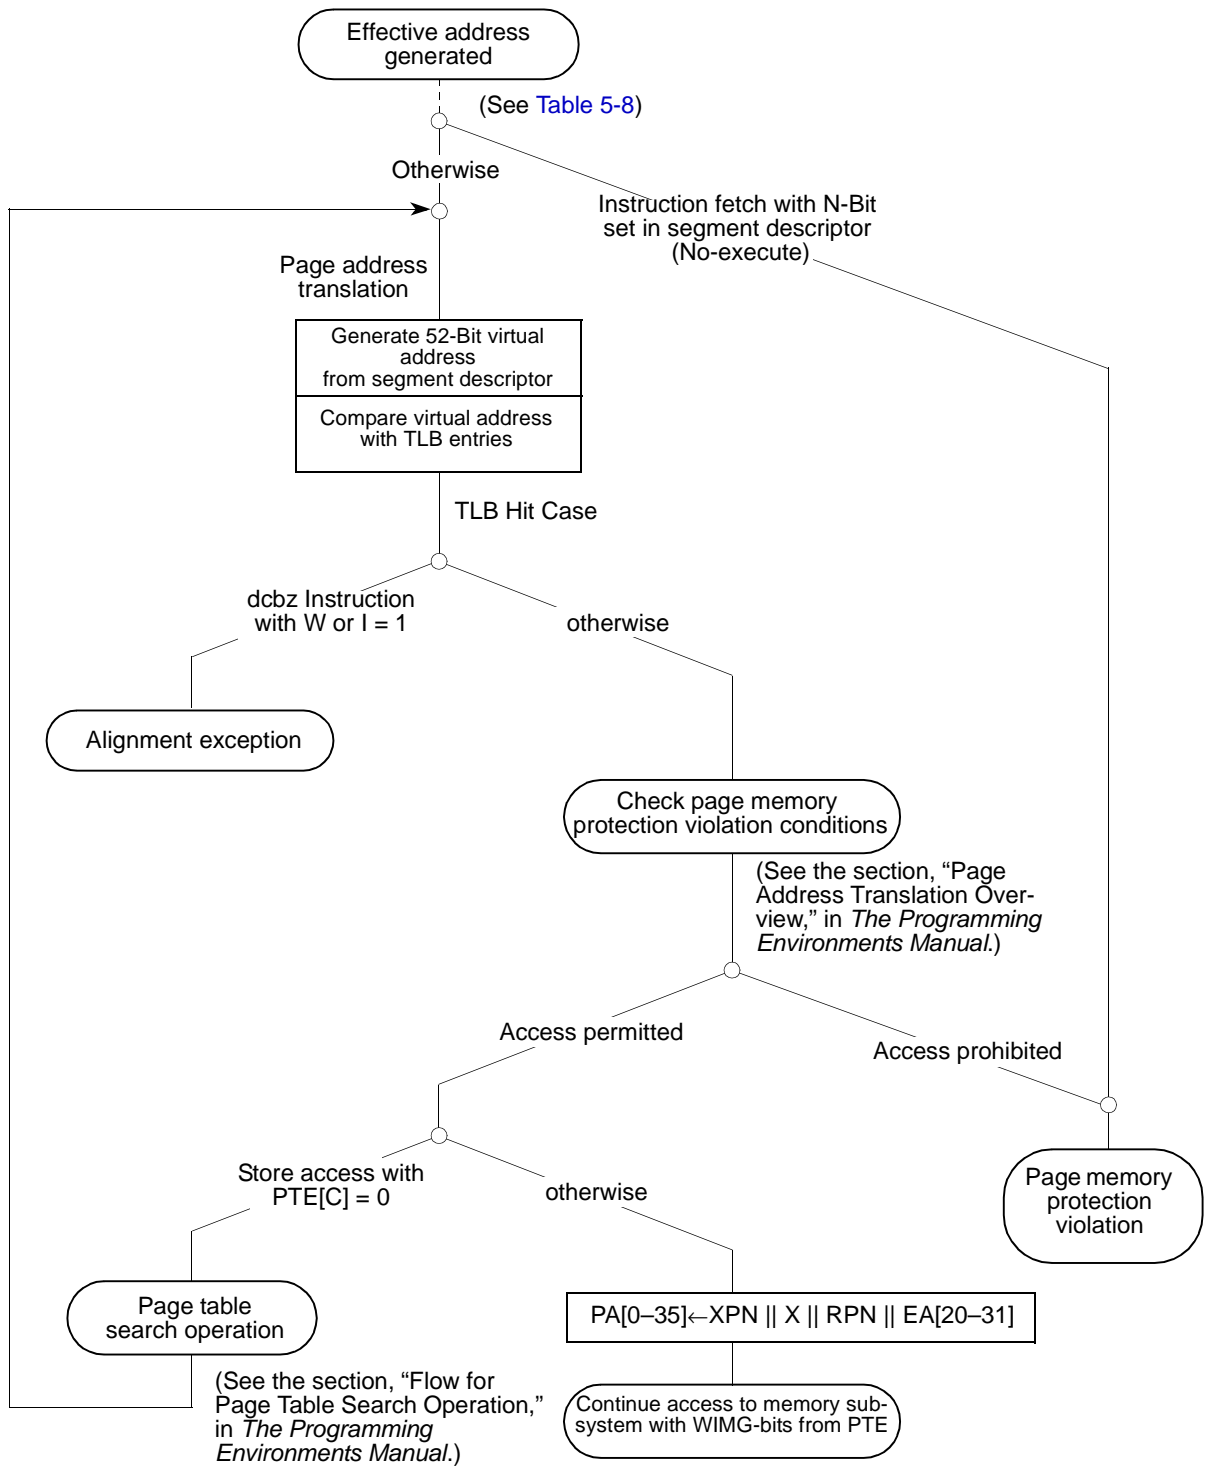 Effective address
generated
(See Table 5-8)
Otherwise
Instruction fetch with N-Bit
set in segment descriptor
(No-execute)
Page address
translation
Generate 52-Bit virtual
address
from segment descriptor
Compare virtual address
with TLB entries
TLB Hit Case
dcbz Instruction
with W or I = 1
otherwise
Alignment exception
Check page memory
protection violation conditions
(See the section, “Page
Address Translation Over-
view,” in The Programming
Environments Manual.)
Access permitted
Access prohibited
Store access with
PTE[C] = 0
otherwise
Page memory
protection
violation
Page table
search operation
PA[0–35]←XPN || X || RPN || EA[20–31]
(See the section, “Flow for
Page Table Search Operation,”
in The Programming
Environments Manual.)
Continue access to memory sub-
system with WIMG-bits from PTE